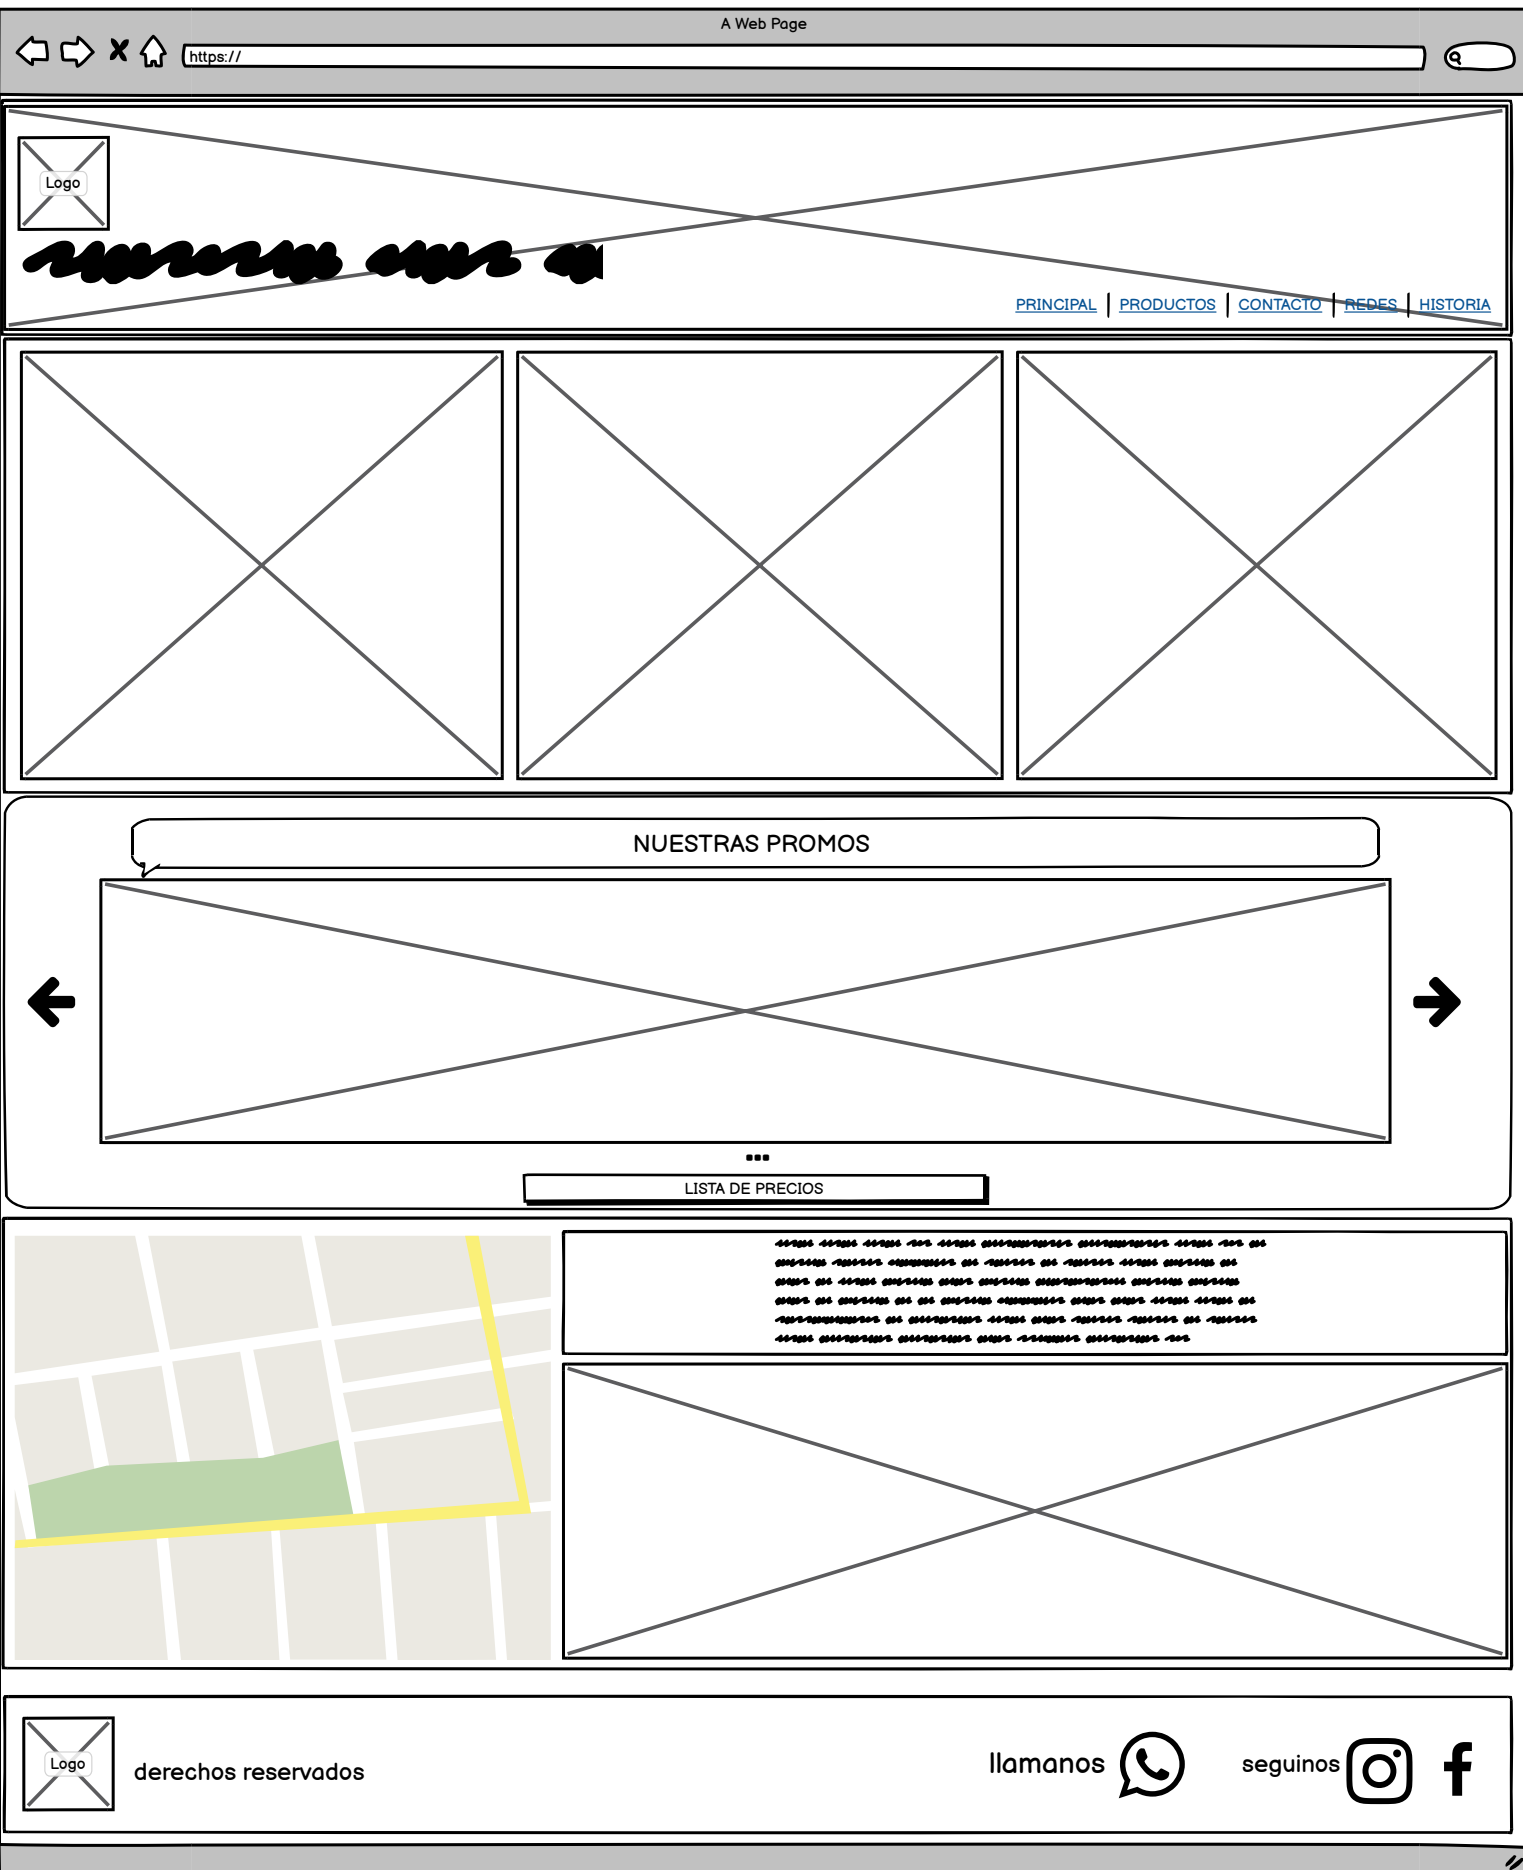 A Web Page
https://
Logo
PRINCIPAL PRODUCTOS CONTACTO REDES HISTORIA
NUESTRAS PROMOS
LISTA DE PRECIOS
Logo
derechos reservados
llamanos
seguinos